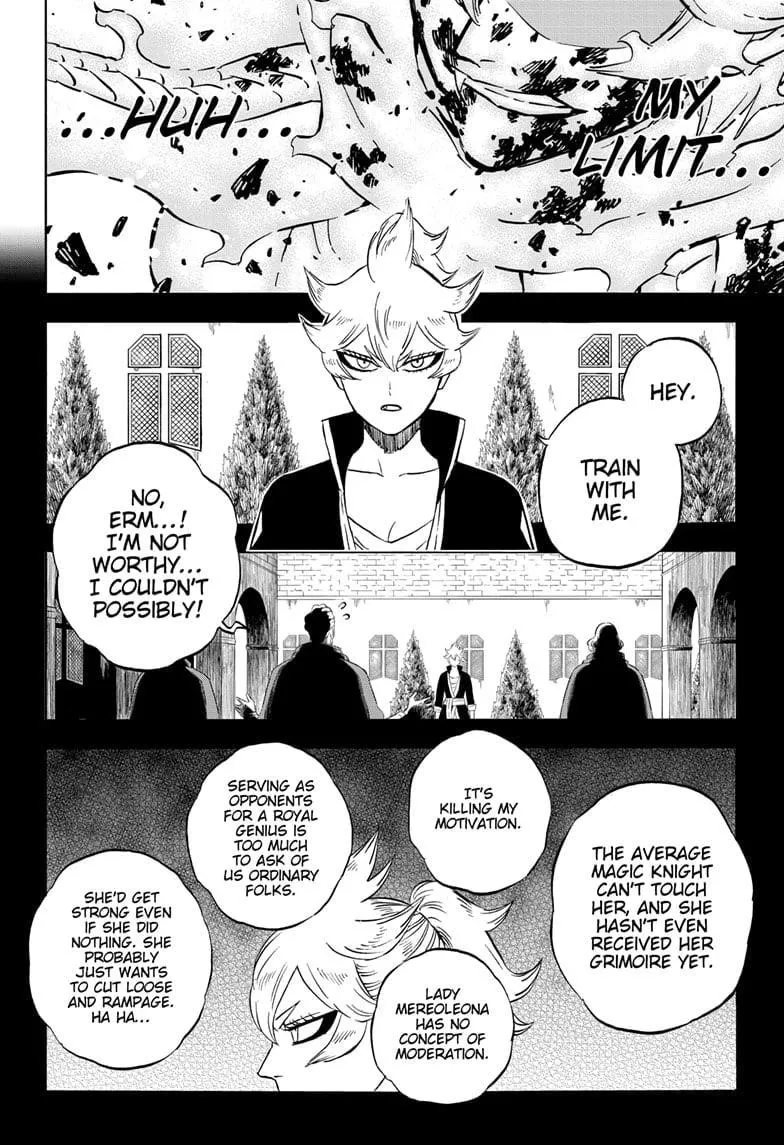 MY
LIMIT...
...HUH...
HEY.
TRAIN
WITH
ME.
NO,
ERM...!
I'M NOT
WORTHY...
I COULDN'T
POSSIBLY!
THE AVERAGE
MAGIC KNIGHT
CAN'T TOUCH
HER, AND SHE
HASN'T EVEN
RECEIVED HER
GRIMOIRE YET.
IT'S
KILLING MY
MOTIVATION.
SERVING AS
OPPONENTS
FOR A ROYAL
GENIUS IS
TOO MUCH
TO ASK OF
US ORDINARY
FOLKS.
LADY
MEREOLEONA
HAS NO
CONCEPT OF
MODERATION.
SHE'D GET
STRONG EVEN
IF SHE DID
NOTHING. SHE
PROBABLY
JUST WANTS
TO CUT LOOSE
AND RAMPAGE.
HA HA...